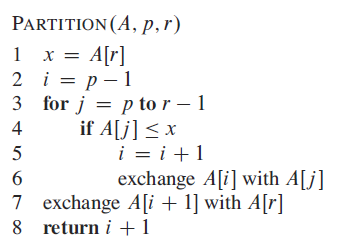 PARTITION(A, p, r)
1 x = A[r]
2 i = p − 1
3 for j = p to r − 1
4 if A[j] ≤ x
5 i = i + 1
6 exchange A[i] with A[j]
7 exchange A[i + 1] with A[r]
8 return i + 1